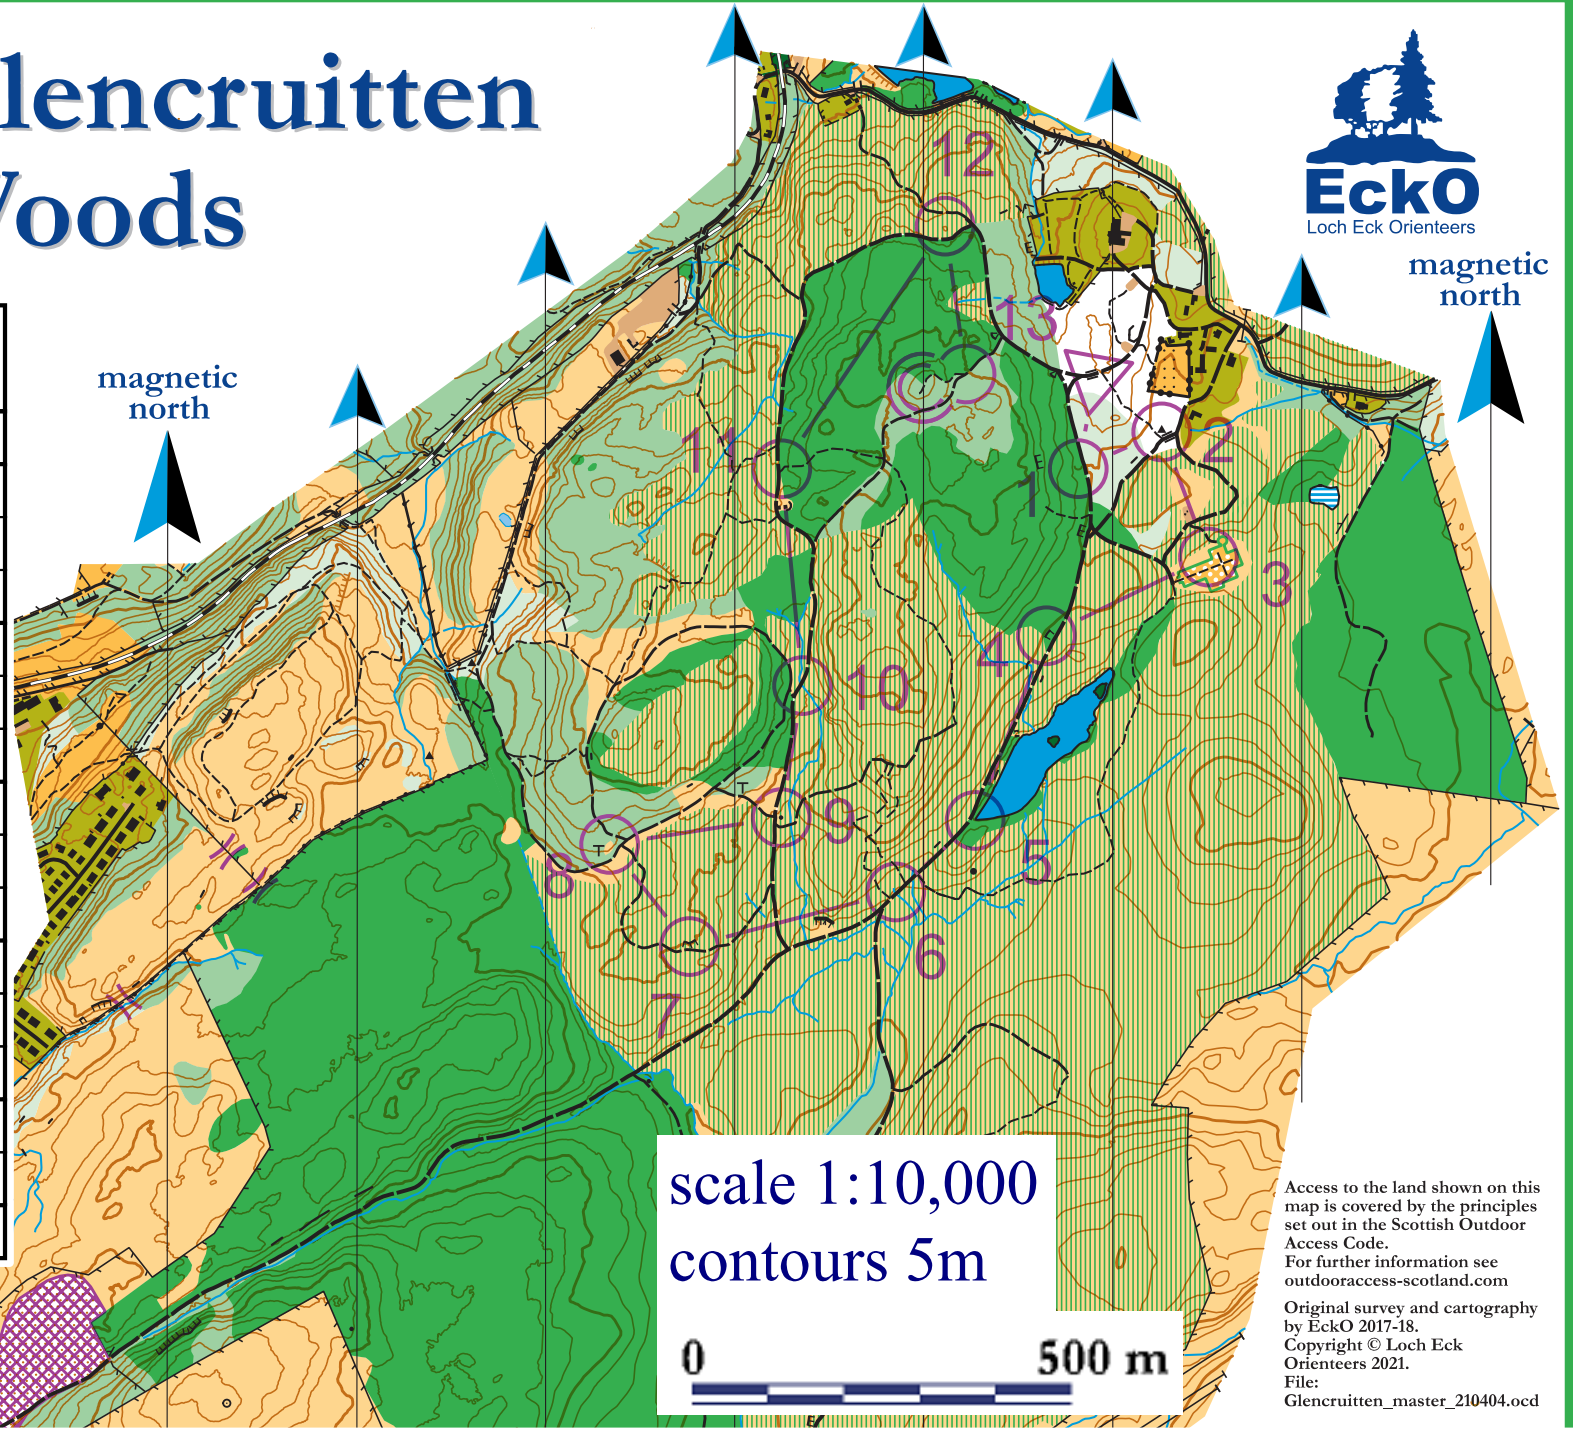 lencruitten
oods
magnetic
north
EckO
Loch Eck Orienteers
magnetic
north
12
13
11
1
2
3
4
10
9
5
8
6
7
scale 1:10,000
contours 5m
0 500 m
Access to the land shown on this
map is covered by the principles
set out in the Scottish Outdoor
Access Code.
For further information see
outdooraccess-scotland.com
Original survey and cartography
by EckO 2017-18.
Copyright © Loch Eck
Orienteers 2021.
File:
Glencruitten_master_210404.ocd